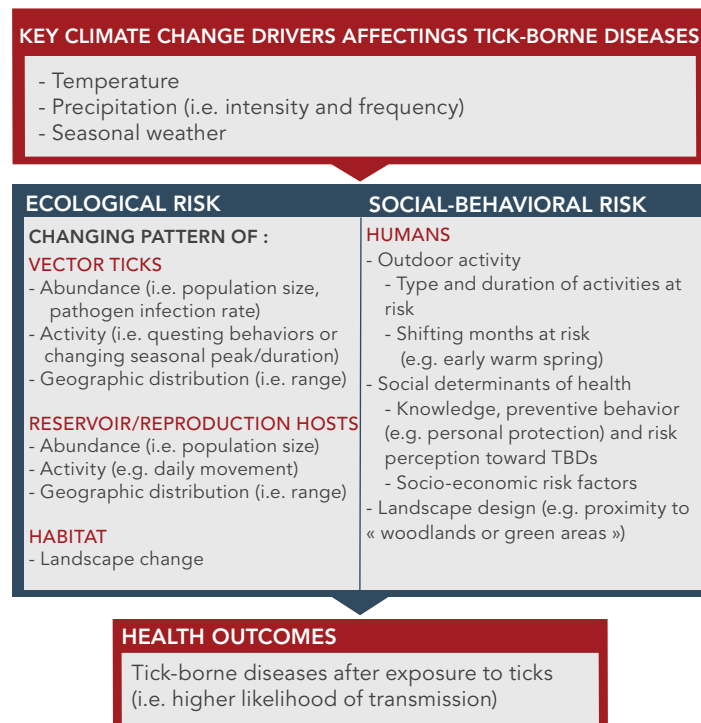 KEY CLIMATE CHANGE DRIVERS AFFECTINGS TICK-BORNE DISEASES
- Temperature
- Precipitation (i.e. intensity and frequency)
- Seasonal weather
ECOLOGICAL RISK
CHANGING PATTERN OF :
VECTOR TICKS
- Abundance (i.e. population size,
pathogen infection rate)
- Activity (i.e. questing behaviors or
changing seasonal peak/duration)
- Geographic distribution (i.e. range)
RESERVOIR/REPRODUCTION HOSTS
- Abundance (i.e. population size)
- Activity (e.g. daily movement)
- Geographic distribution (i.e. range)
HABITAT
- Landscape change
SOCIAL-BEHAVIORAL RISK
HUMANS
- Outdoor activity
- Type and duration of activities at
risk
- Shifting months at risk
(e.g. early warm spring)
- Social determinants of health
- Knowledge, preventive behavior
(e.g. personal protection) and risk
perception toward TBDs
- Socio-economic risk factors
- Landscape design (e.g. proximity to
« woodlands or green areas »)
HEALTH OUTCOMES
Tick-borne diseases after exposure to ticks
(i.e. higher likelihood of transmission)